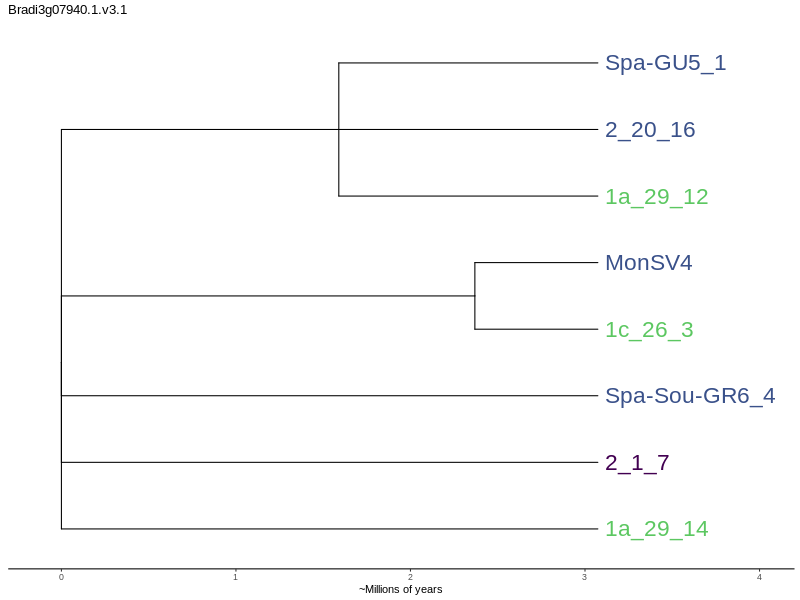 Bradi3g07940.1.v3.1
Spa-GU5_1
2_20_16
1a_29_12
MonSV4
1c_26_3
Spa-Sou-GR6_4
2_1_7
1a_29_14
0 1 2 3 4
~Millions of years